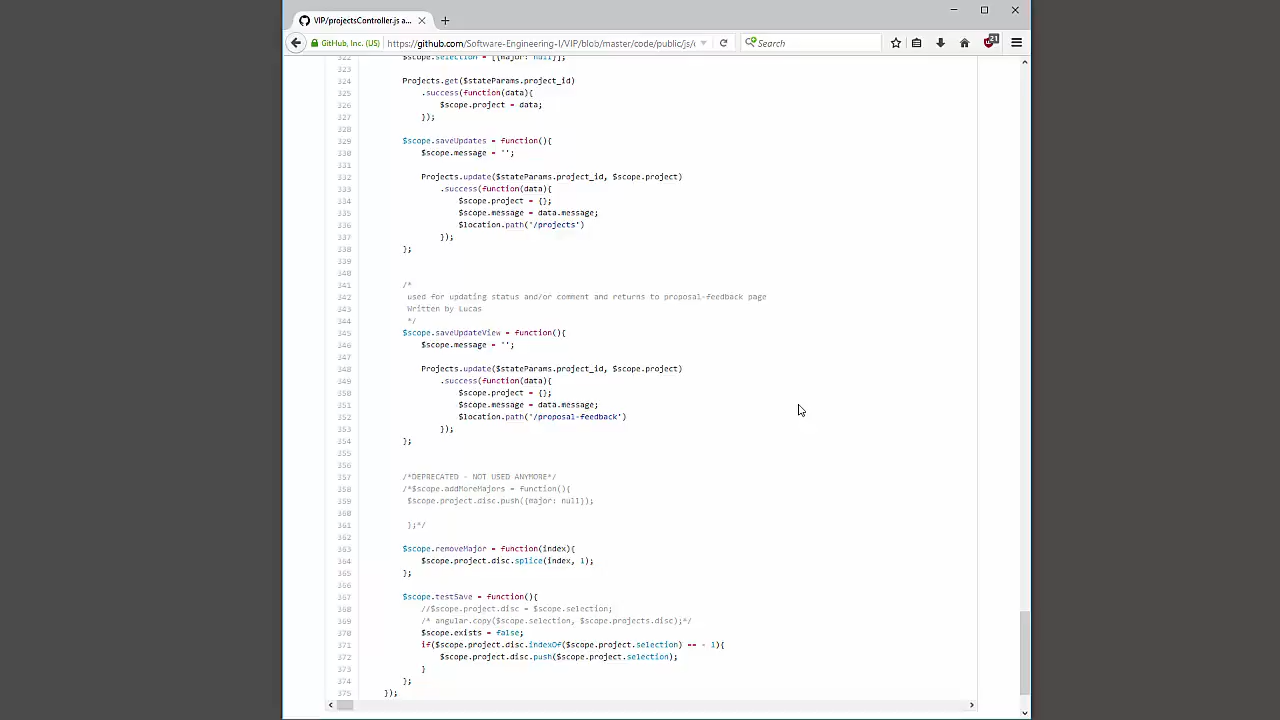 VIP/projectsController.js a...
GitHub, Inc. (US)
https://github.com/Software-Engineering-I/VIP/blob/master/code/public/js/c
Search
21
322 $scope.selection = [{major: null}];
323
324 Projects.get($stateParams.project_id)
325 .success(function(data){
326 $scope.project = data;
327 });
328
329 $scope.saveUpdates = function(){
330 $scope.message = '';
331
332 Projects.update($stateParams.project_id, $scope.project)
333 .success(function(data){
334 $scope.project = {};
335 $scope.message = data.message;
336 $location.path('/projects')
337 });
338 };
339
340
341 /*
342 used for updating status and/or comment and returns to proposal-feedback page
343 Written by Lucas
344 */
345 $scope.saveUpdateView = function(){
346 $scope.message = '';
347
348 Projects.update($stateParams.project_id, $scope.project)
349 .success(function(data){
350 $scope.project = {};
351 $scope.message = data.message;
352 $location.path('/proposal-feedback')
353 });
354 };
355
356
357 /*DEPRECATED - NOT USED ANYMORE*/
358 /*$scope.addMoreMajors = function(){
359 $scope.project.disc.push({major: null});
360
361 };*/
362
363 $scope.removeMajor = function(index){
364 $scope.project.disc.splice(index, 1);
365 };
366
367 $scope.testSave = function(){
368 //$scope.project.disc = $scope.selection;
369 /* angular.copy($scope.selection, $scope.projects.disc);*/
370 $scope.exists = false;
371 if($scope.project.disc.indexOf($scope.project.selection) == - 1){
372 $scope.project.disc.push($scope.project.selection);
373 }
374 };
375 });